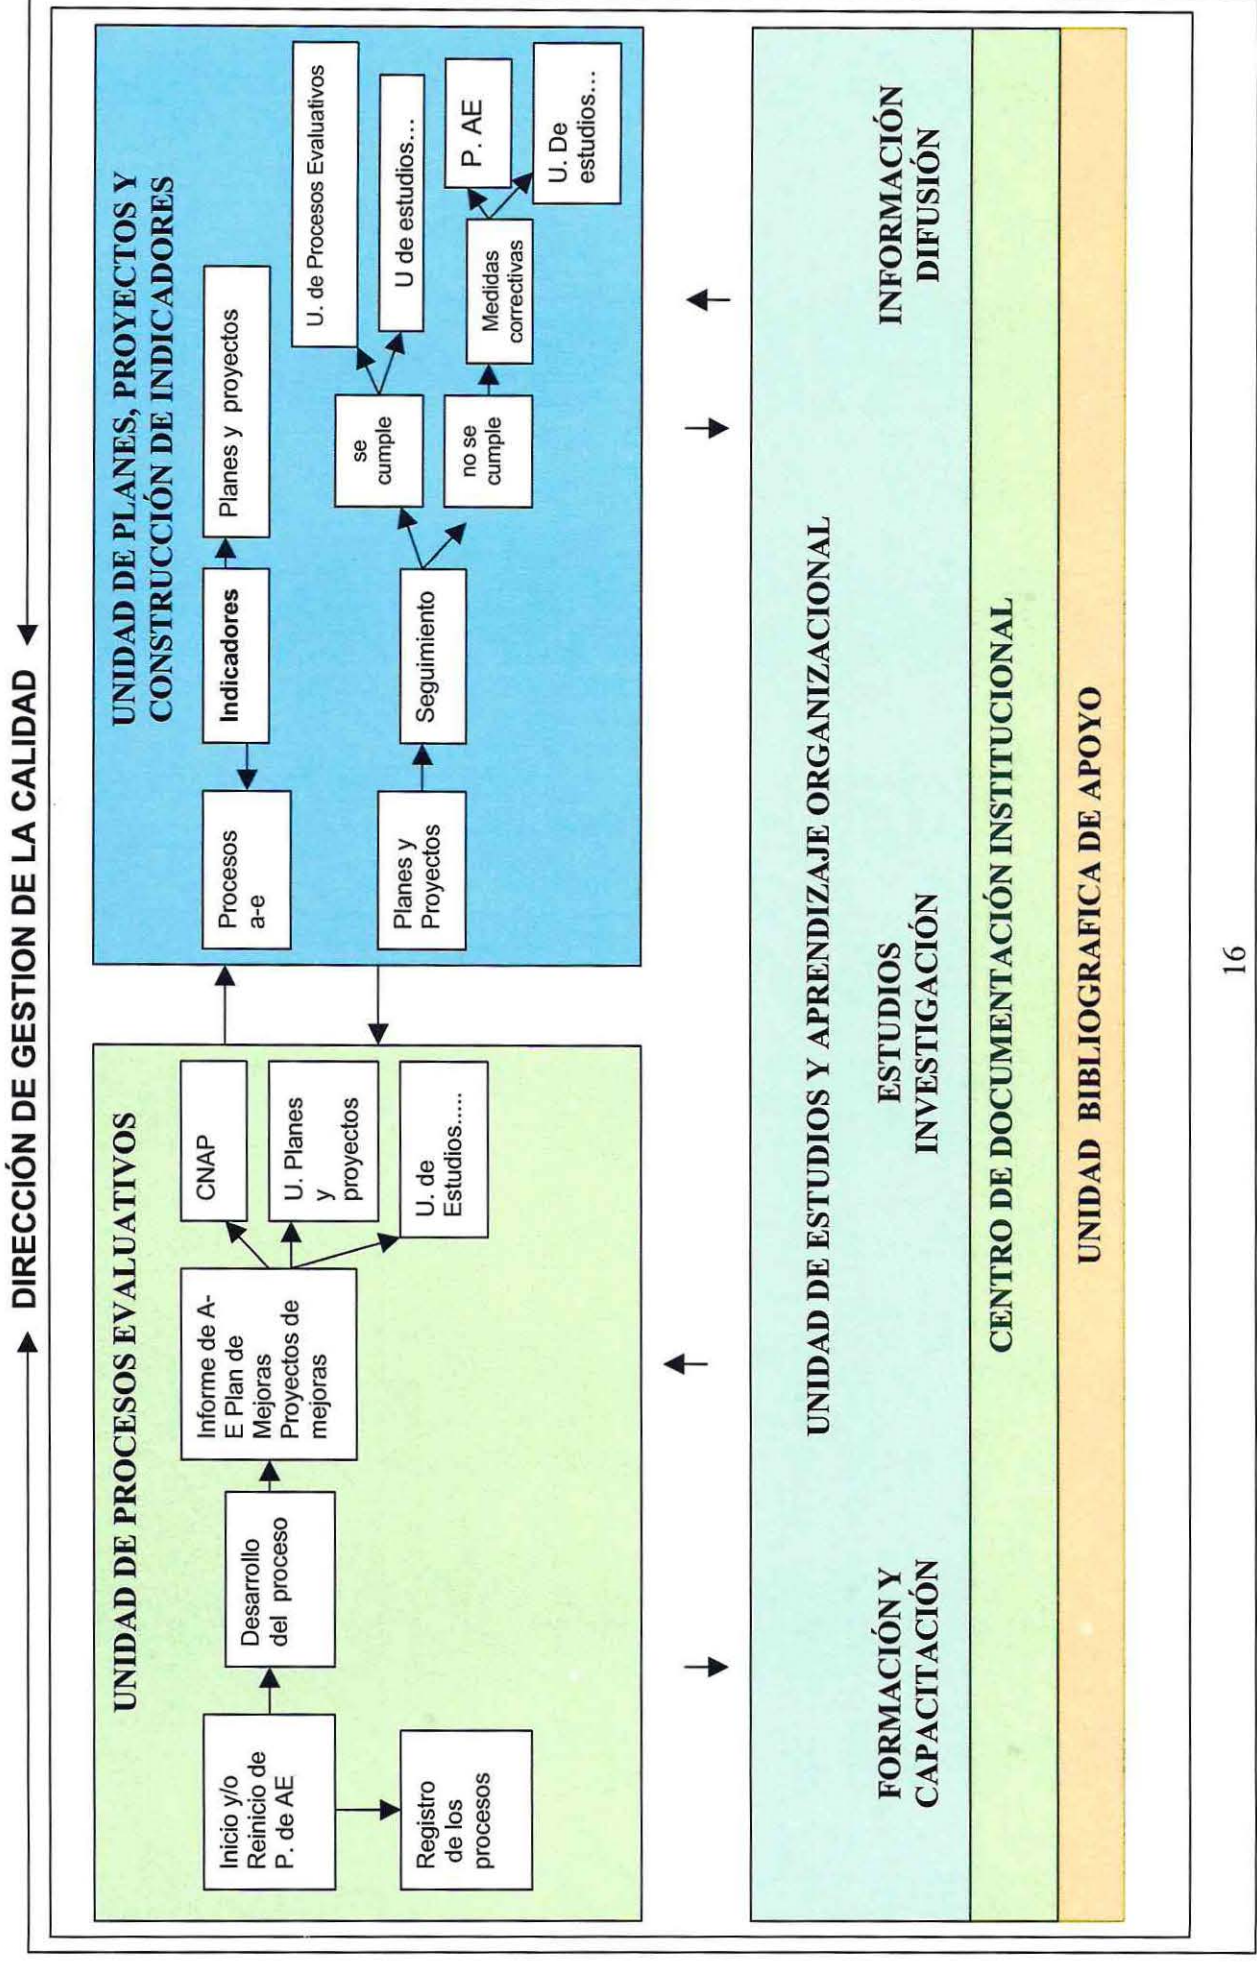 DIRECCIÓN DE GESTION DE LA CALIDAD
UNIDAD DE PROCESOS EVALUATIVOS
Inicio y/o
Reinicio de
P. de AE
Registro
de los
procesos
Desarrollo
del proceso
Informe de A-
E Plan de
Mejoras
Proyectos de
mejoras
CNAP
U. Planes
y
proyectos
U. de
Estudios.....
UNIDAD DE PLANES, PROYECTOS Y
CONSTRUCCIÓN DE INDICADORES
Procesos
a-e
Indicadores
Planes y proyectos
Planes y
Proyectos
Seguimiento
se
cumple
no se
cumple
U. de Procesos Evaluativos
U de estudios...
Medidas
correctivas
P. AE
U. De
estudios...
UNIDAD DE ESTUDIOS Y APRENDIZAJE ORGANIZACIONAL
FORMACIÓN Y
CAPACITACIÓN
ESTUDIOS
INVESTIGACIÓN
INFORMACIÓN
DIFUSIÓN
CENTRO DE DOCUMENTACIÓN INSTITUCIONAL
UNIDAD BIBLIOGRAFICA DE APOYO
16